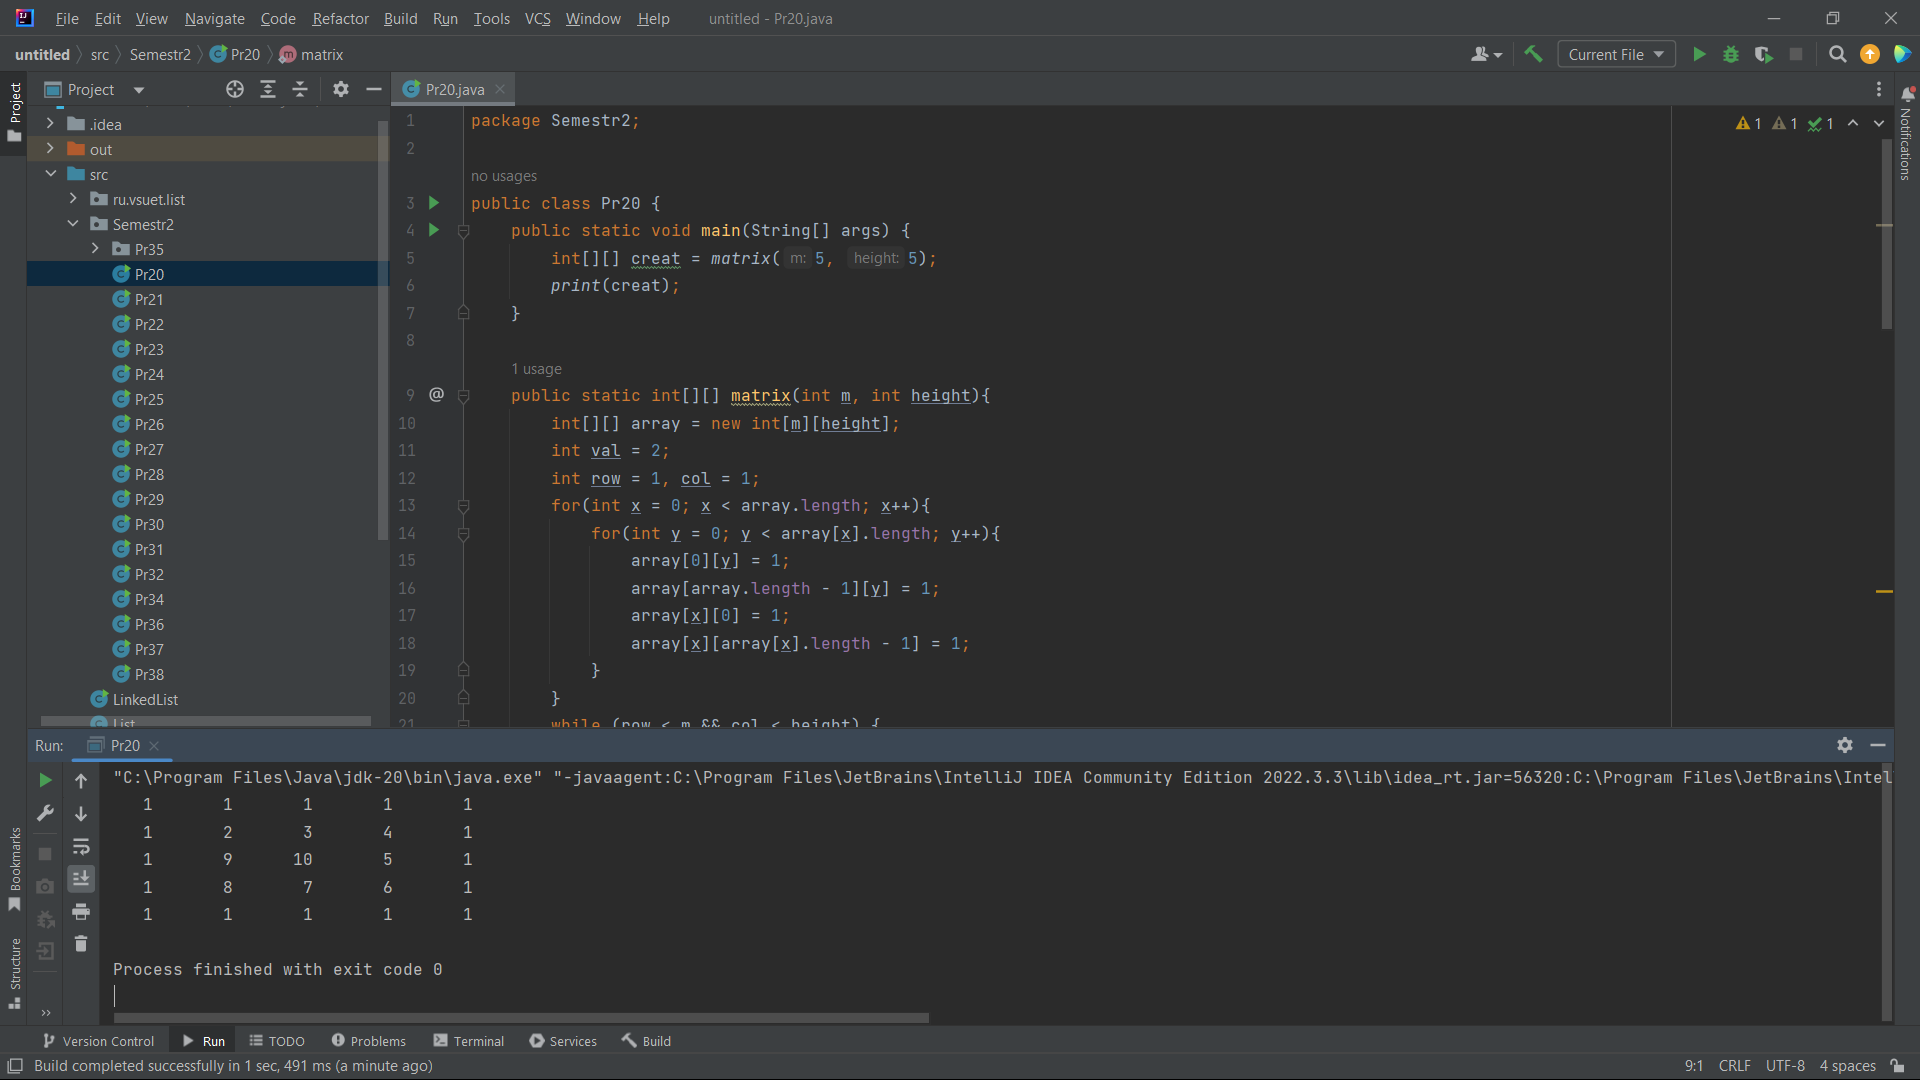 File Edit View Navigate Code Refactor Build Run Tools VCS Window Help untitled - Pr20.java
untitled src Semestr2 Pr20 matrix Current File
Project
Project
Pr20.java
.idea
out
src
ru.vsuet.list
Semestr2
Pr35
Pr20
Pr21
Pr22
Pr23
Pr24
Pr25
Pr26
Pr27
Pr28
Pr29
Pr30
Pr31
Pr32
Pr34
Pr36
Pr37
Pr38
LinkedList
List
1 package Semestr2;
2
no usages
3 public class Pr20 {
4 public static void main(String[] args) {
5 int[][] creat = matrix( m: 5, height: 5);
6 print(creat);
7 }
8
1 usage
9 @ public static int[][] matrix(int m, int height){
10 int[][] array = new int[m][height];
11 int val = 2;
12 int row = 1, col = 1;
13 for(int x = 0; x < array.length; x++){
14 for(int y = 0; y < array[x].length; y++){
15 array[0][y] = 1;
16 array[array.length - 1][y] = 1;
17 array[x][0] = 1;
18 array[x][array[x].length - 1] = 1;
19 }
20 }
21 while (row < m && col < height) {
1 1 1
Notifications
Run: Pr20
"C:\Program Files\Java\jdk-20\bin\java.exe" "-javaagent:C:\Program Files\JetBrains\IntelliJ IDEA Community Edition 2022.3.3\lib\idea_rt.jar=56320:C:\Program Files\JetBrains\Intel
1 1 1 1 1
1 2 3 4 1
1 9 10 5 1
1 8 7 6 1
1 1 1 1 1
Process finished with exit code 0
Bookmarks
Structure
Version Control Run TODO Problems Terminal Services Build
Build completed successfully in 1 sec, 491 ms (a minute ago) 9:1 CRLF UTF-8 4 spaces